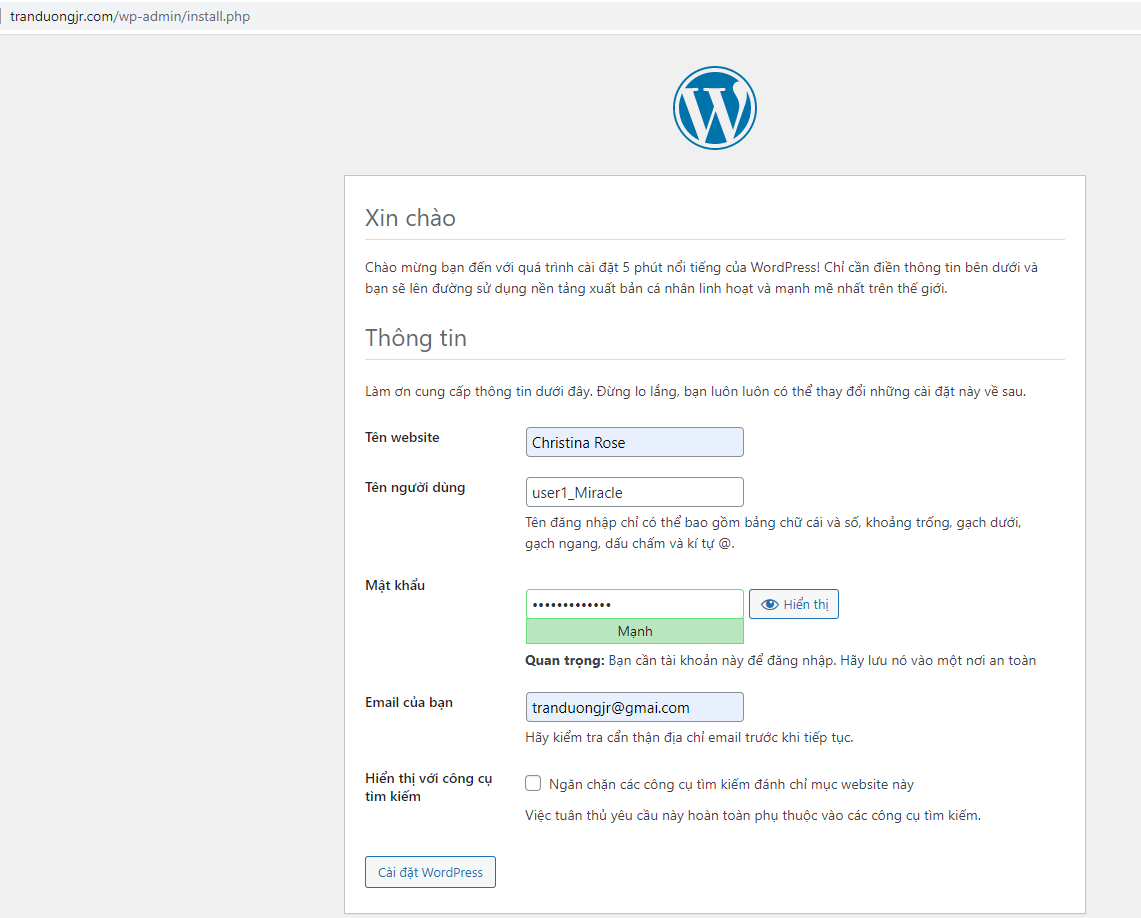 tranduongjr.com/wp-admin/install.php
W
Xin chào
Chào mừng bạn đến với quá trình cài đặt 5 phút nổi tiếng của WordPress! Chỉ cần điền thông tin bên dưới và
bạn sẽ lên đường sử dụng nền tảng xuất bản cá nhân linh hoạt và mạnh mẽ nhất trên thế giới.
Thông tin
Làm ơn cung cấp thông tin dưới đây. Đừng lo lắng, bạn luôn luôn có thể thay đổi những cài đặt này về sau.
Tên website
Christina Rose
Tên người dùng
user1_Miracle
Tên đăng nhập chỉ có thể bao gồm bảng chữ cái và số, khoảng trống, gạch dưới,
gạch ngang, dấu chấm và kí tự @.
Mật khẩu
•••••••••••••
Hiển thị
Mạnh
Quan trọng: Bạn cần tài khoản này để đăng nhập. Hãy lưu nó vào một nơi an toàn
Email của bạn
tranduongjr@gmai.com
Hãy kiểm tra cẩn thận địa chỉ email trước khi tiếp tục.
Hiển thị với công cụ
tìm kiếm
Ngăn chặn các công cụ tìm kiếm đánh chỉ mục website này
Việc tuân thủ yêu cầu này hoàn toàn phụ thuộc vào các công cụ tìm kiếm.
Cài đặt WordPress